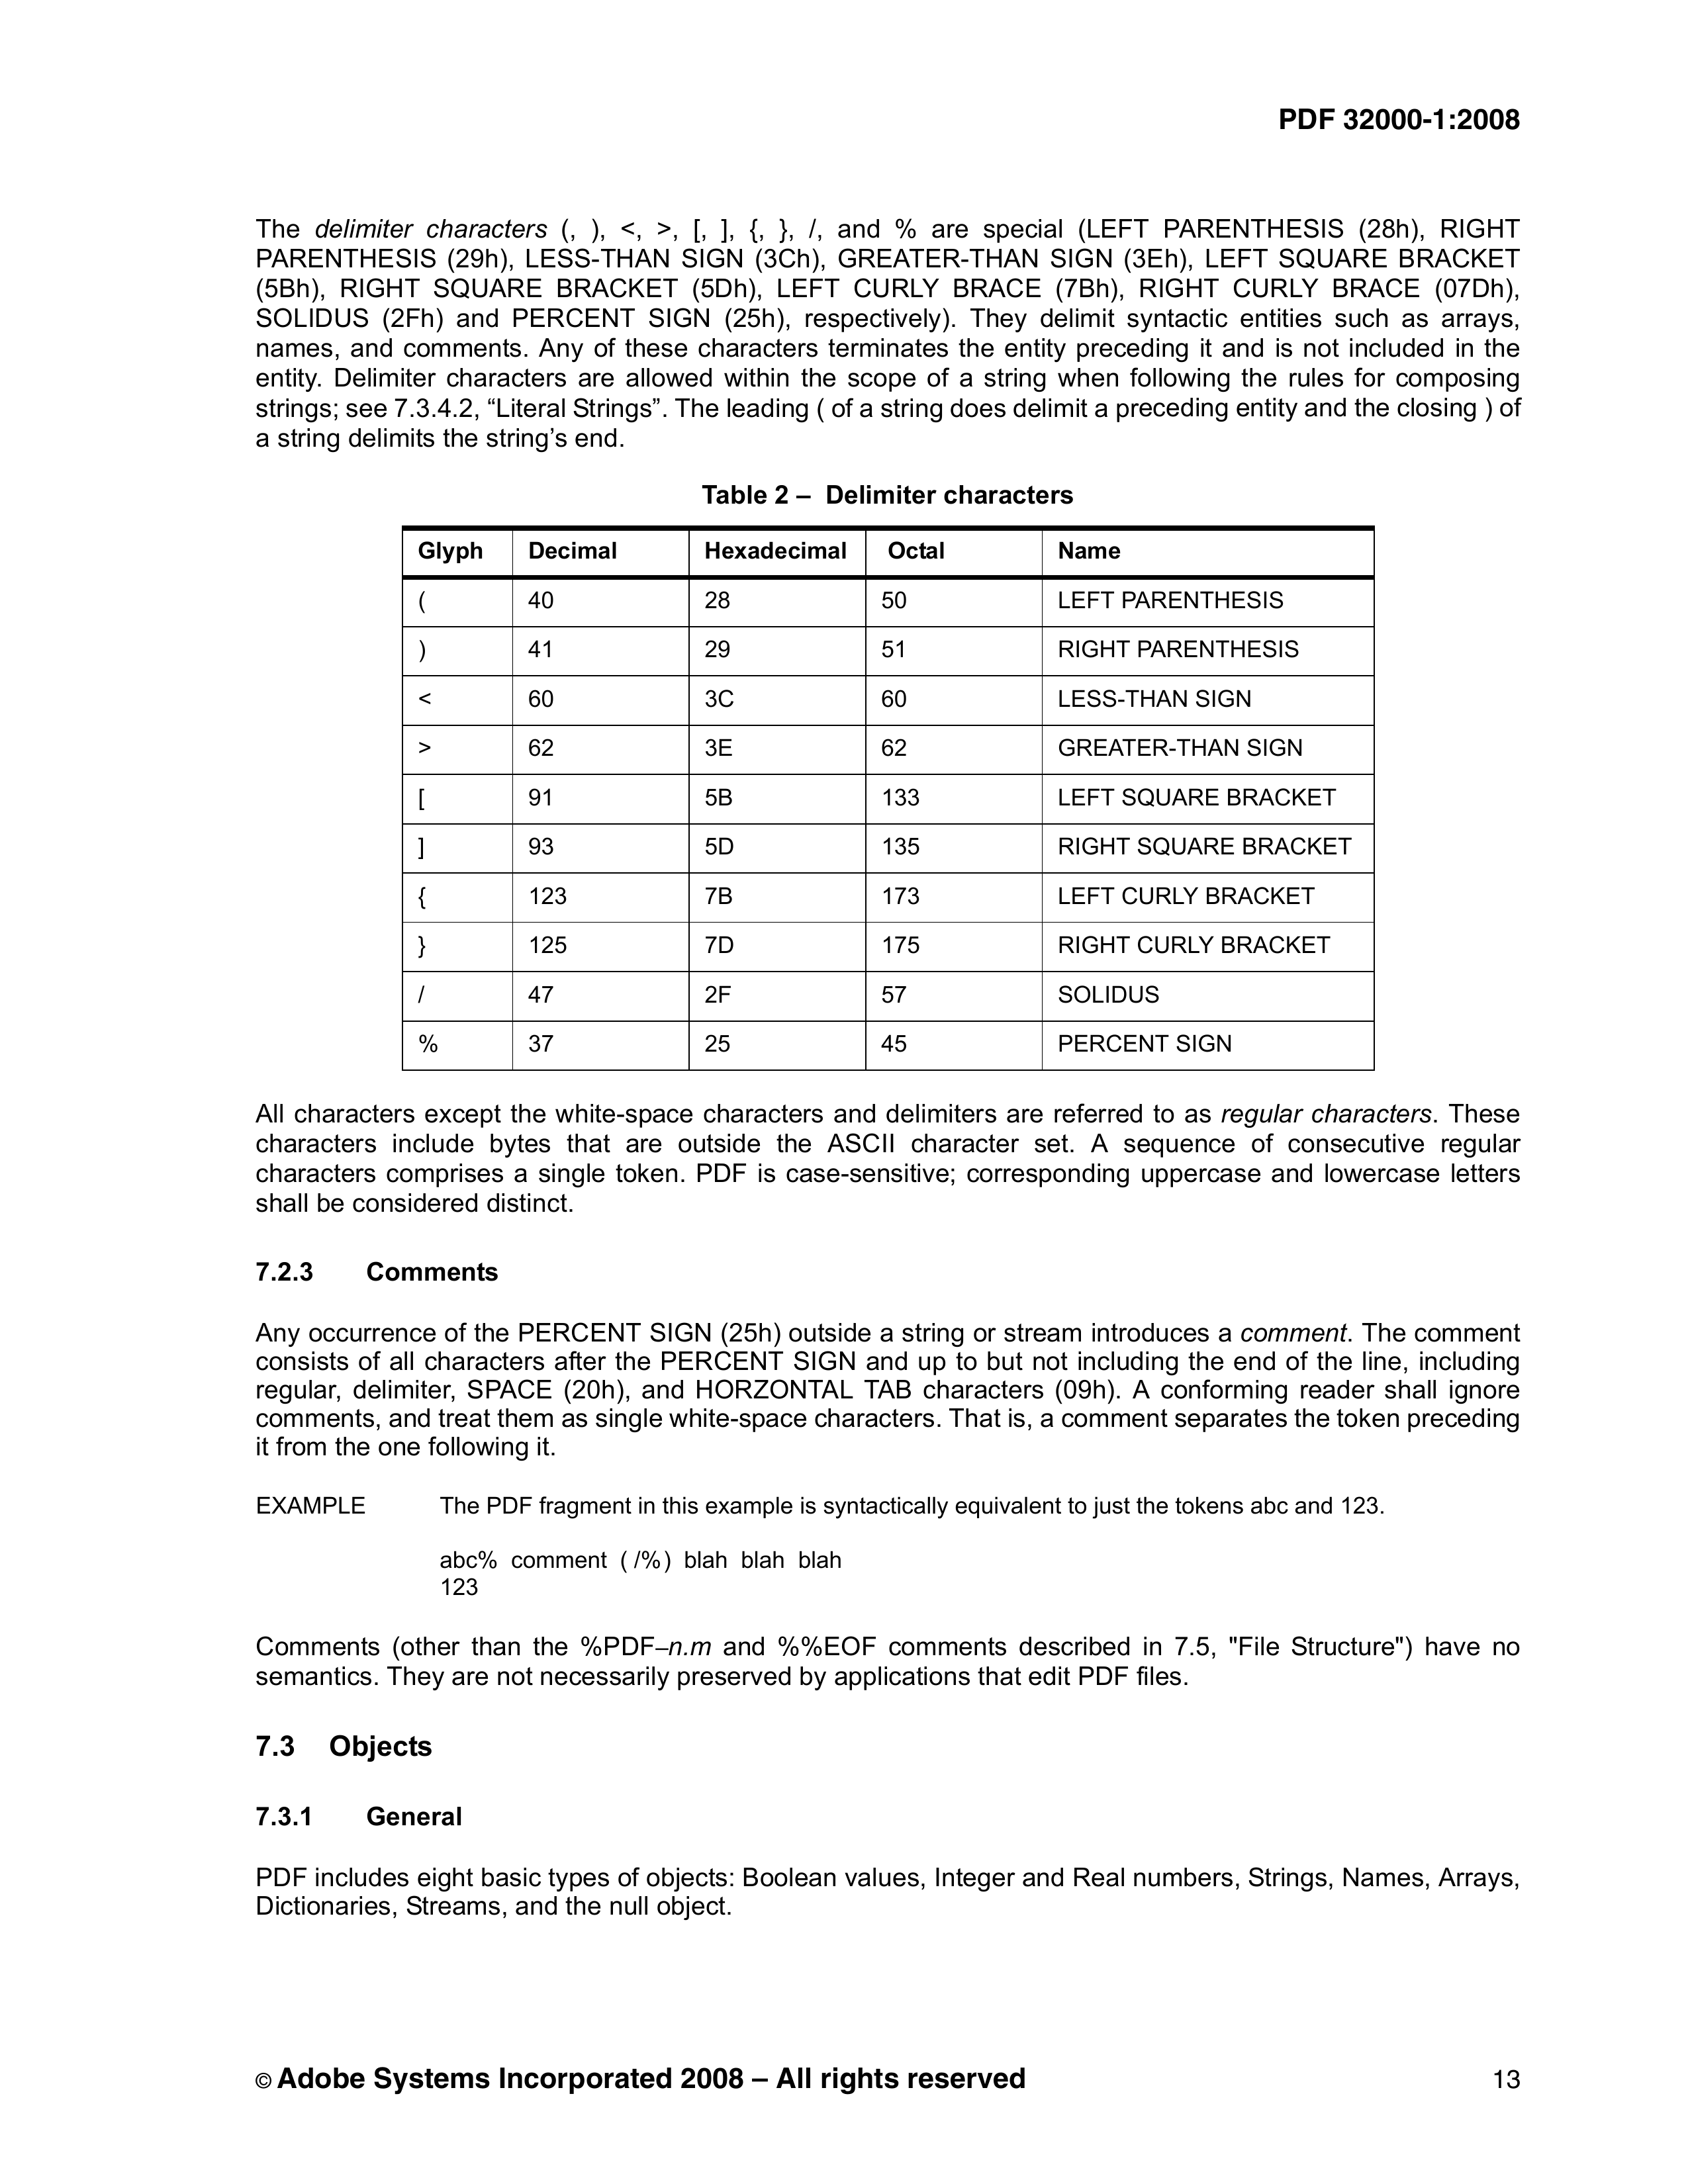 PDF 32000-1:2008
The delimiter characters (, ), <, >, [, ], {, }, /, and % are special (LEFT PARENTHESIS (28h), RIGHT
PARENTHESIS (29h), LESS-THAN SIGN (3Ch), GREATER-THAN SIGN (3Eh), LEFT SQUARE BRACKET
(5Bh), RIGHT SQUARE BRACKET (5Dh), LEFT CURLY BRACE (7Bh), RIGHT CURLY BRACE (07Dh),
SOLIDUS (2Fh) and PERCENT SIGN (25h), respectively). They delimit syntactic entities such as arrays,
names, and comments. Any of these characters terminates the entity preceding it and is not included in the
entity. Delimiter characters are allowed within the scope of a string when following the rules for composing
strings; see 7.3.4.2, “Literal Strings”. The leading ( of a string does delimit a preceding entity and the closing ) of
a string delimits the string’s end.
Table 2 – Delimiter characters
Glyph Decimal Hexadecimal Octal Name
( 40 28 50 LEFT PARENTHESIS
) 41 29 51 RIGHT PARENTHESIS
< 60 3C 60 LESS-THAN SIGN
> 62 3E 62 GREATER-THAN SIGN
[ 91 5B 133 LEFT SQUARE BRACKET
] 93 5D 135 RIGHT SQUARE BRACKET
{ 123 7B 173 LEFT CURLY BRACKET
} 125 7D 175 RIGHT CURLY BRACKET
/ 47 2F 57 SOLIDUS
% 37 25 45 PERCENT SIGN
All characters except the white-space characters and delimiters are referred to as regular characters. These
characters include bytes that are outside the ASCII character set. A sequence of consecutive regular
characters comprises a single token. PDF is case-sensitive; corresponding uppercase and lowercase letters
shall be considered distinct.
7.2.3 Comments
Any occurrence of the PERCENT SIGN (25h) outside a string or stream introduces a comment. The comment
consists of all characters after the PERCENT SIGN and up to but not including the end of the line, including
regular, delimiter, SPACE (20h), and HORZONTAL TAB characters (09h). A conforming reader shall ignore
comments, and treat them as single white-space characters. That is, a comment separates the token preceding
it from the one following it.
EXAMPLE The PDF fragment in this example is syntactically equivalent to just the tokens abc and 123.
abc% comment ( /%) blah blah blah
123
Comments (other than the %PDF–n.m and %%EOF comments described in 7.5, "File Structure") have no
semantics. They are not necessarily preserved by applications that edit PDF files.
7.3 Objects
7.3.1 General
PDF includes eight basic types of objects: Boolean values, Integer and Real numbers, Strings, Names, Arrays,
Dictionaries, Streams, and the null object.
© Adobe Systems Incorporated 2008 – All rights reserved 13